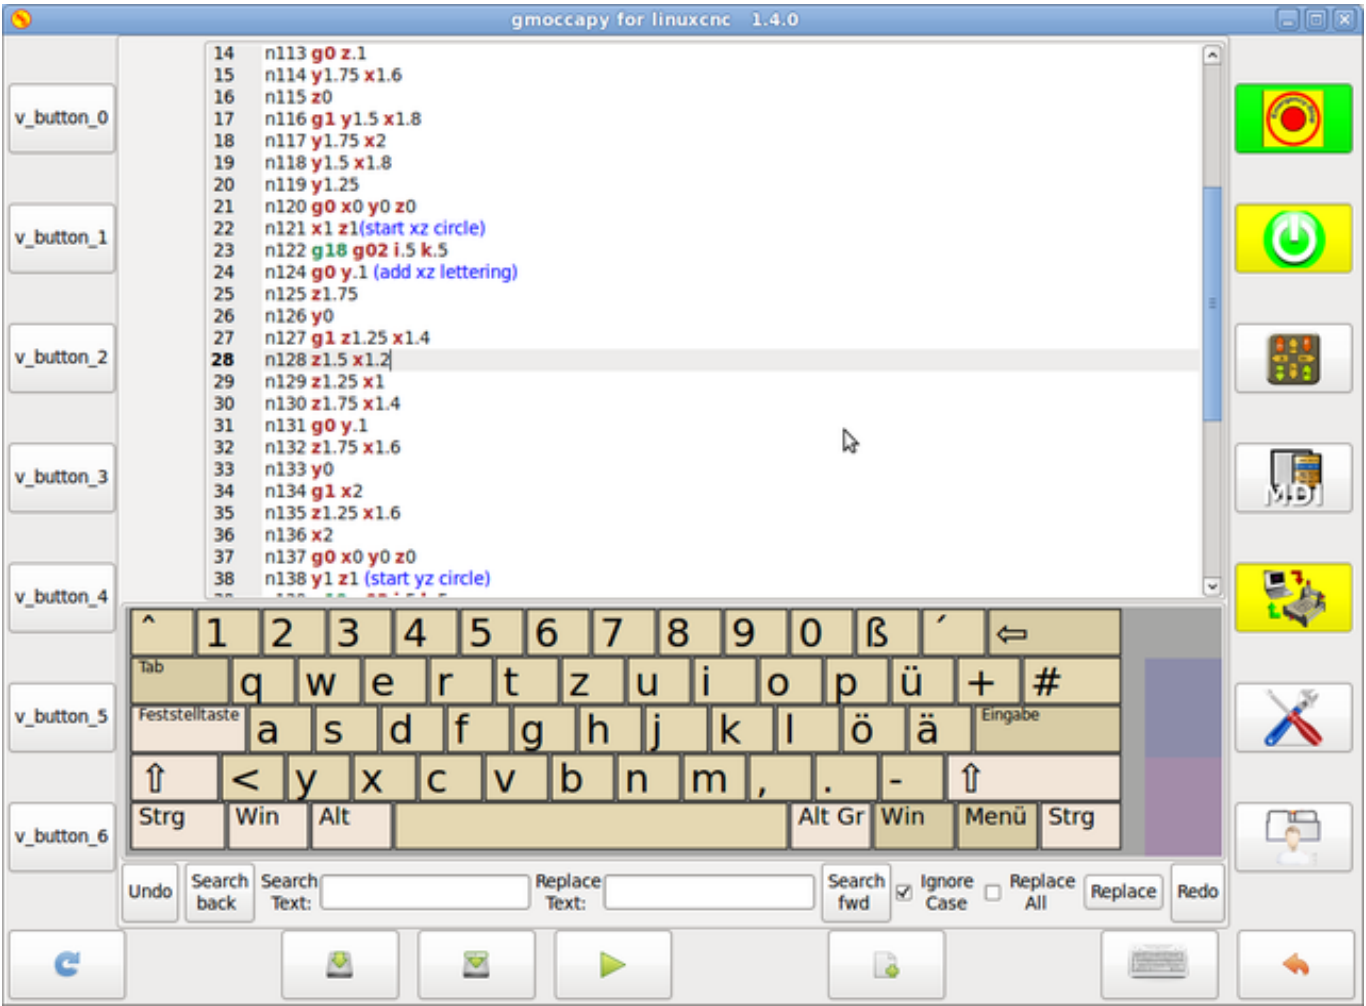 gmoccapy for linuxcnc 1.4.0
v_button_0
v_button_1
v_button_2
v_button_3
v_button_4
v_button_5
v_button_6
14 n113 g0 z.1
15 n114 y1.75 x1.6
16 n115 z0
17 n116 g1 y1.5 x1.8
18 n117 y1.75 x2
19 n118 y1.5 x1.8
20 n119 y1.25
21 n120 g0 x0 y0 z0
22 n121 x1 z1(start xz circle)
23 n122 g18 g02 i.5 k.5
24 n124 g0 y.1 (add xz lettering)
25 n125 z1.75
26 n126 y0
27 n127 g1 z1.25 x1.4
28 n128 z1.5 x1.2
29 n129 z1.25 x1
30 n130 z1.75 x1.4
31 n131 g0 y.1
32 n132 z1.75 x1.6
33 n133 y0
34 n134 g1 x2
35 n135 z1.25 x1.6
36 n136 x2
37 n137 g0 x0 y0 z0
38 n138 y1 z1 (start yz circle)
Emergency Stop
MDI
^ 1 2 3 4 5 6 7 8 9 0 ß ´ ⇦
Tab q w e r t z u i o p ü + #
Feststelltaste a s d f g h j k l ö ä Eingabe
⇧ < y x c v b n m , . - ⇧
Strg Win Alt Alt Gr Win Menü Strg
Undo
Search
back
Search
Text:
Replace
Text:
Search
fwd
Ignore
Case
Replace
All
Replace
Redo